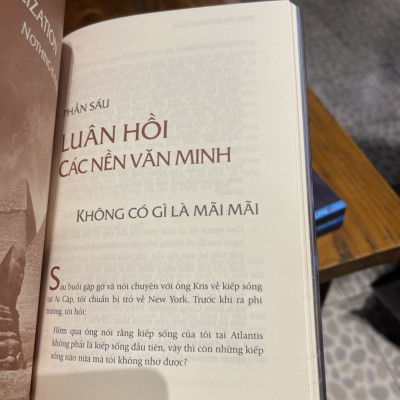 IZATION
NOTHING
PHẦN SÁU
LUÂN HỒI
CÁC NỀN VĂN MINH
KHÔNG CÓ GÌ LÀ MÃI MÃI
Sau buổi gặp gỡ và nói chuyện với ông Kris về kiếp sống
tại Ai Cập, tôi chuẩn bị trở về New York. Trước khi ra phi
trường, tôi hỏi:
- Hôm qua ông nói rằng kiếp sống của tôi tại Atlantis
không phải là kiếp sống đầu tiên, vậy thì còn những kiếp
sống nào nữa mà tôi không nhớ được?